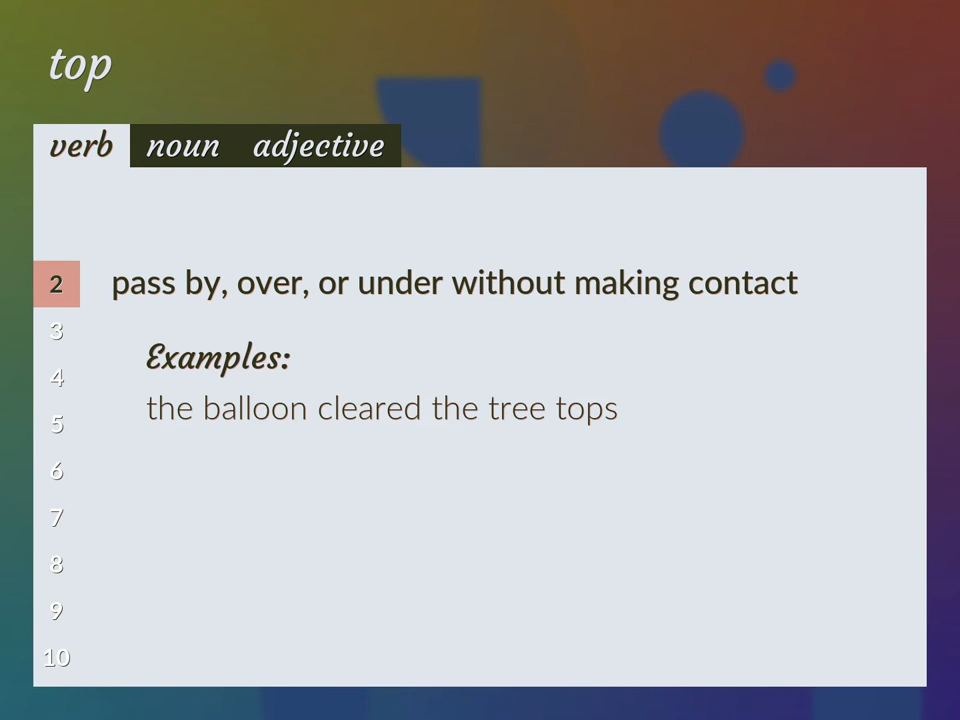 top
verb noun adjective
2 pass by, over, or under without making contact
3
Examples:
4
the balloon cleared the tree tops
5
6
7
8
9
10